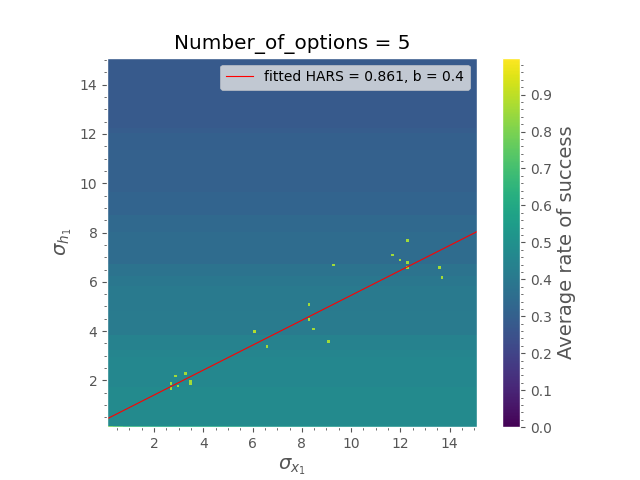 Number_of_options = 5
fitted HARS = 0.861, b = 0.4
14
12
10
8
6
4
2
σh1
2 4 6 8 10 12 14
σx1
0.9
0.8
0.7
0.6
0.5
0.4
0.3
0.2
0.1
0.0
Average rate of success